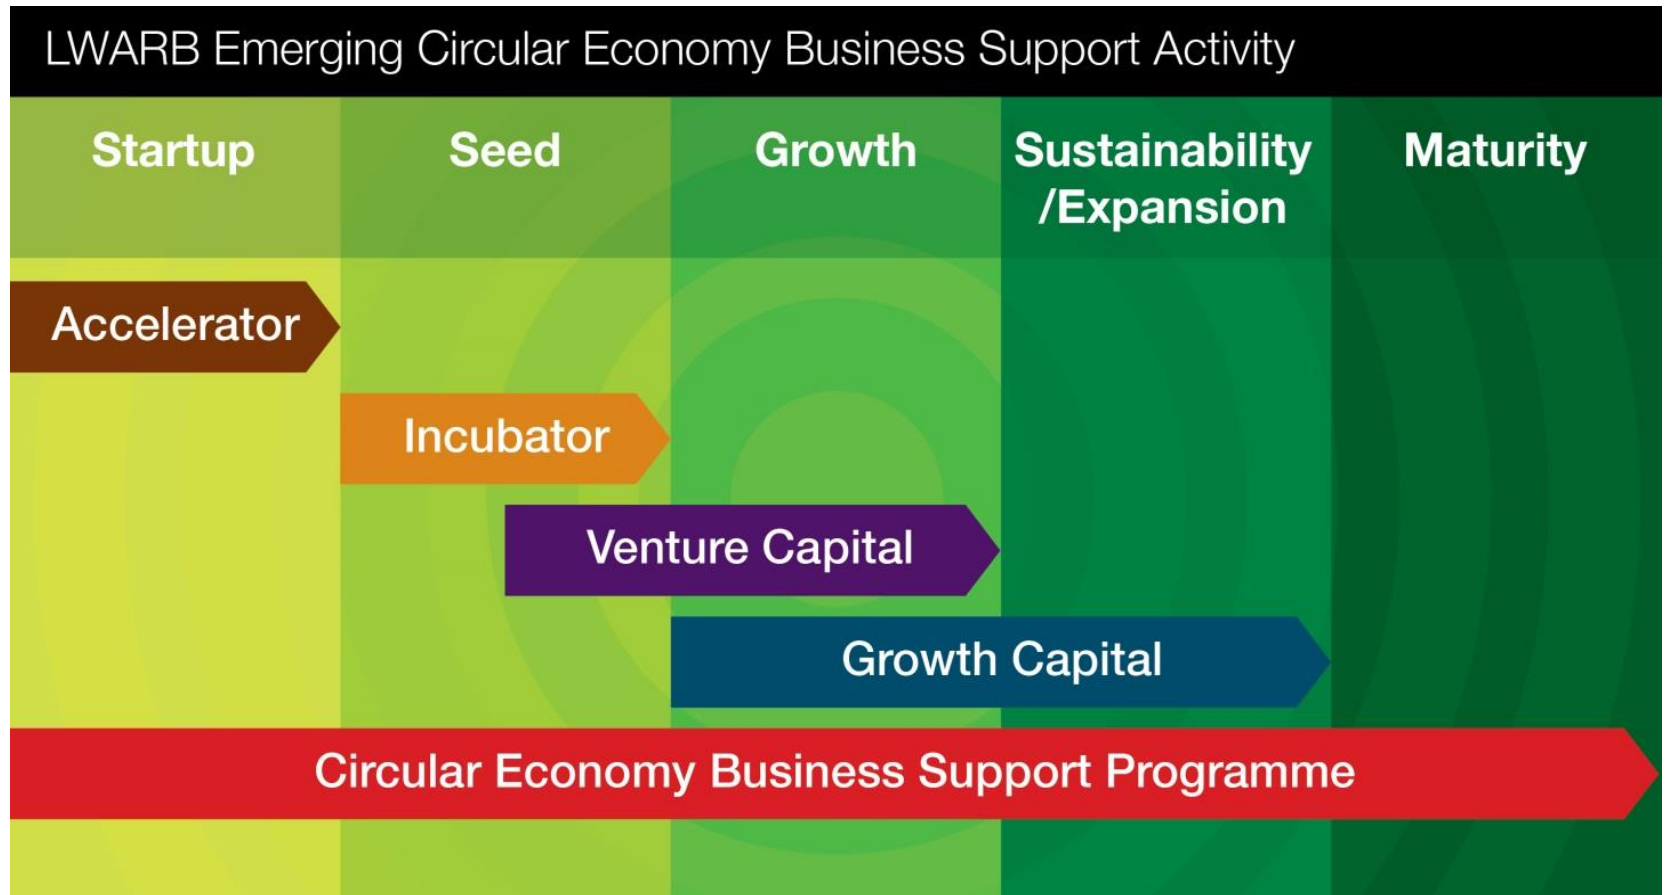 LWARB Emerging Circular Economy Business Support Activity
Startup
Seed
Growth
Sustainability
/Expansion
Maturity
Accelerator
Incubator
Venture Capital
Growth Capital
Circular Economy Business Support Programme